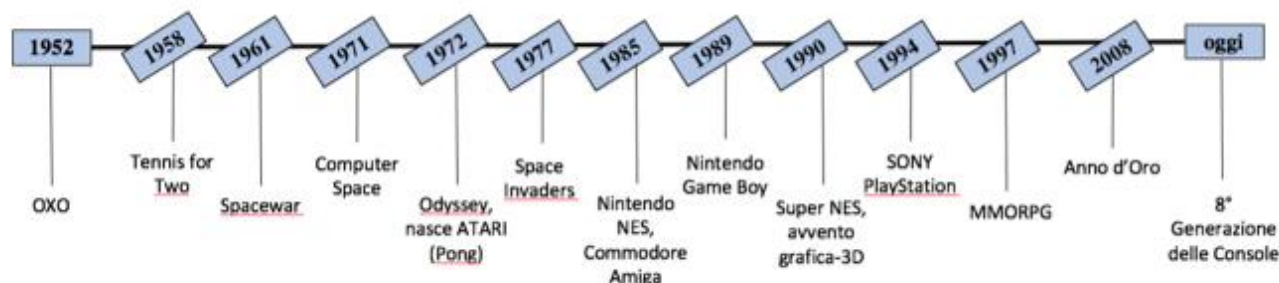 1952
1958
1961
1971
1972
1977
1985
1989
1990
1994
1997
2008
oggi
OXO
Tennis for
Two
Spacewar
Computer
Space
Odyssey,
nasce ATARI
(Pong)
Space
Invaders
Nintendo
NES,
Commodore
Amiga
Nintendo
Game Boy
Super NES,
avvento
grafica-3D
SONY
PlayStation
MMORPG
Anno d'Oro
8°
Generazione
delle Console